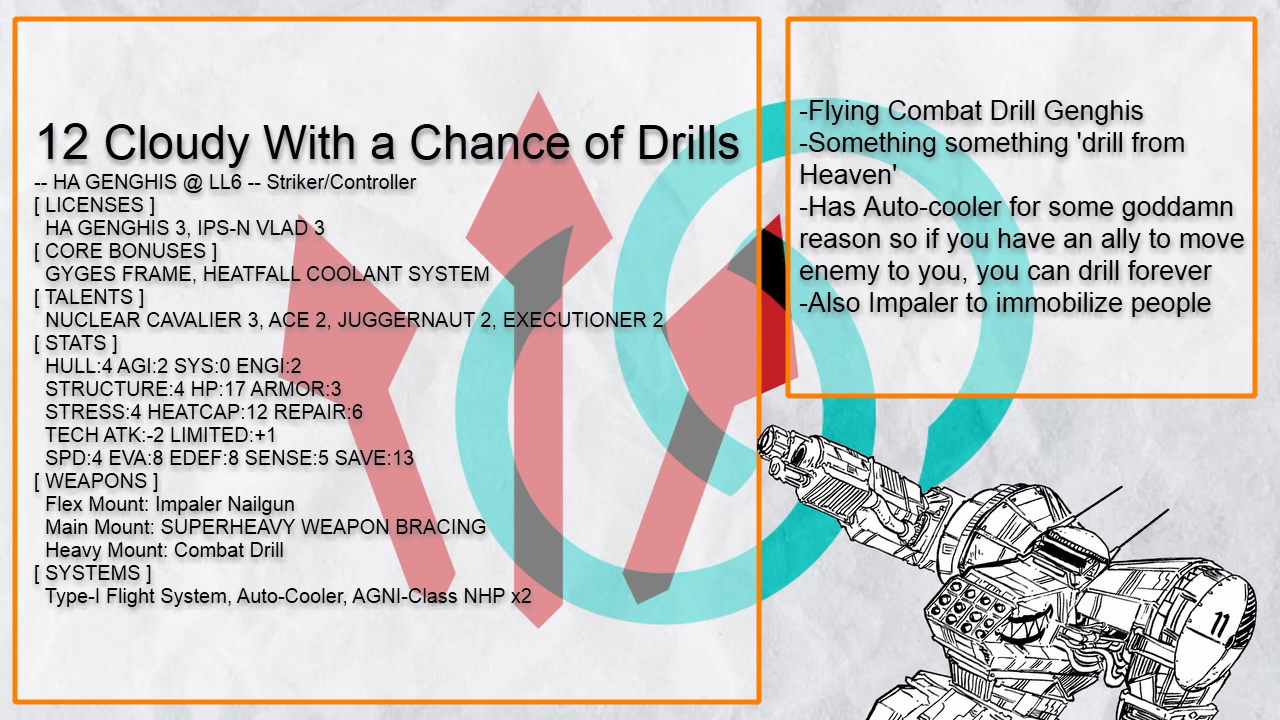 12 Cloudy With a Chance of Drills
-- HA GENGHIS @ LL6 -- Striker/Controller
[ LICENSES ]
HA GENGHIS 3, IPS-N VLAD 3
[ CORE BONUSES ]
GYGES FRAME, HEATFALL COOLANT SYSTEM
[ TALENTS ]
NUCLEAR CAVALIER 3, ACE 2, JUGGERNAUT 2, EXECUTIONER 2
[ STATS ]
HULL:4 AGI:2 SYS:0 ENGI:2
STRUCTURE:4 HP:17 ARMOR:3
STRESS:4 HEATCAP:12 REPAIR:6
TECH ATK:-2 LIMITED:+1
SPD:4 EVA:8 EDEF:8 SENSE:5 SAVE:13
[ WEAPONS ]
Flex Mount: Impaler Nailgun
Main Mount: SUPERHEAVY WEAPON BRACING
Heavy Mount: Combat Drill
[ SYSTEMS ]
Type-I Flight System, Auto-Cooler, AGNI-Class NHP x2
-Flying Combat Drill Genghis
-Something something 'drill from
Heaven'
-Has Auto-cooler for some goddamn
reason so if you have an ally to move
enemy to you, you can drill forever
-Also Impaler to immobilize people
11